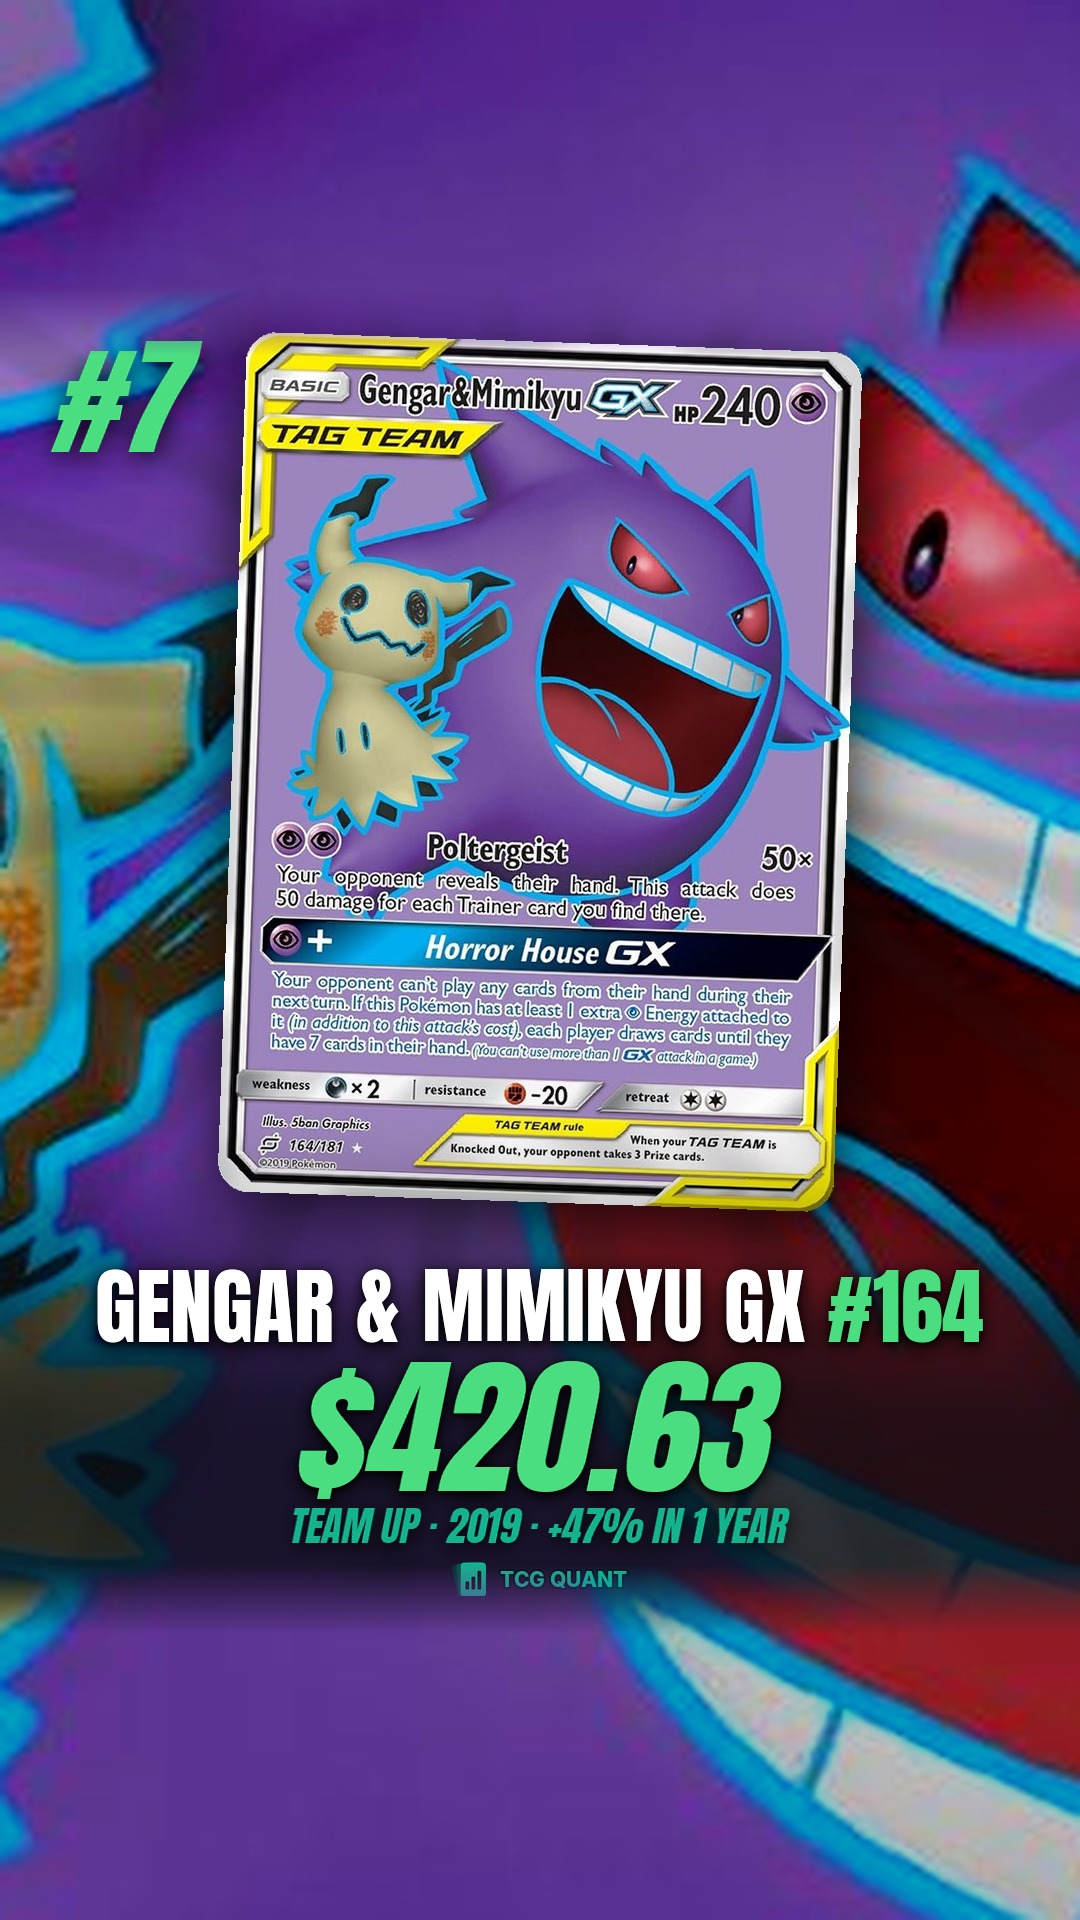 #7
BASIC Gengar&Mimikyu GX HP240
TAG TEAM
Poltergeist 50×
Your opponent reveals their hand. This attack does
50 damage for each Trainer card you find there.
+ Horror House GX
Your opponent can't play any cards from their hand during their
next turn. If this Pokémon has at least 1 extra Energy attached to
it (in addition to this attack's cost), each player draws cards until they
have 7 cards in their hand. (You can't use more than 1 GX attack in a game.)
weakness ×2 resistance -20 retreat
Illus. 5ban Graphics
164/181
©2019 Pokémon
TAG TEAM rule
When your TAG TEAM is
Knocked Out, your opponent takes 3 Prize cards.
GENGAR & MIMIKYU GX #164
$420.63
TEAM UP · 2019 · +47% IN 1 YEAR
TCG QUANT